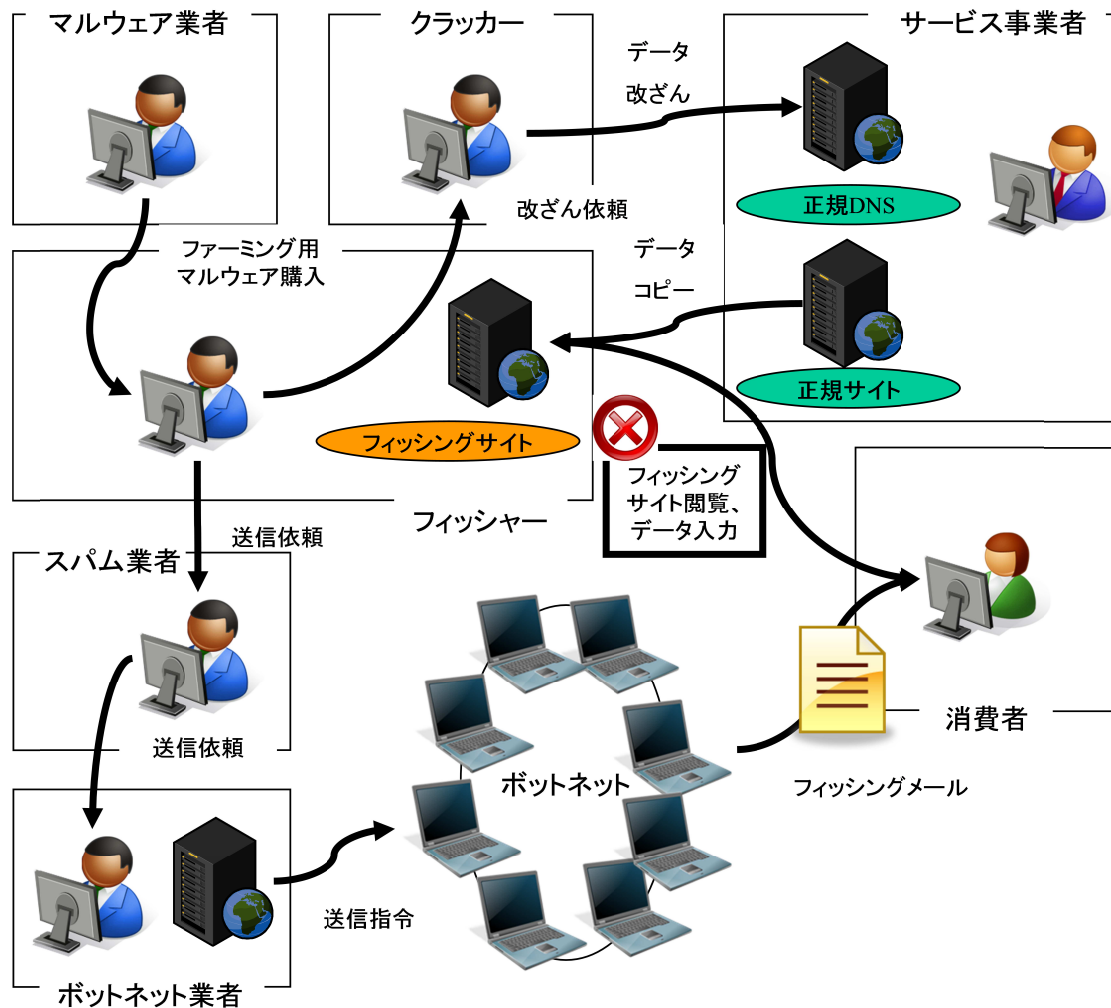 マルウェア業者
クラッカー
サービス事業者
データ
改ざん
正規DNS
改ざん依頼
ファーミング用
マルウェア購入
データ
コピー
正規サイト
フィッシングサイト
フィッシング
サイト閲覧、
データ入力
フィッシャー
送信依頼
スパム業者
消費者
送信依頼
ボットネット
フィッシングメール
送信指令
ボットネット業者